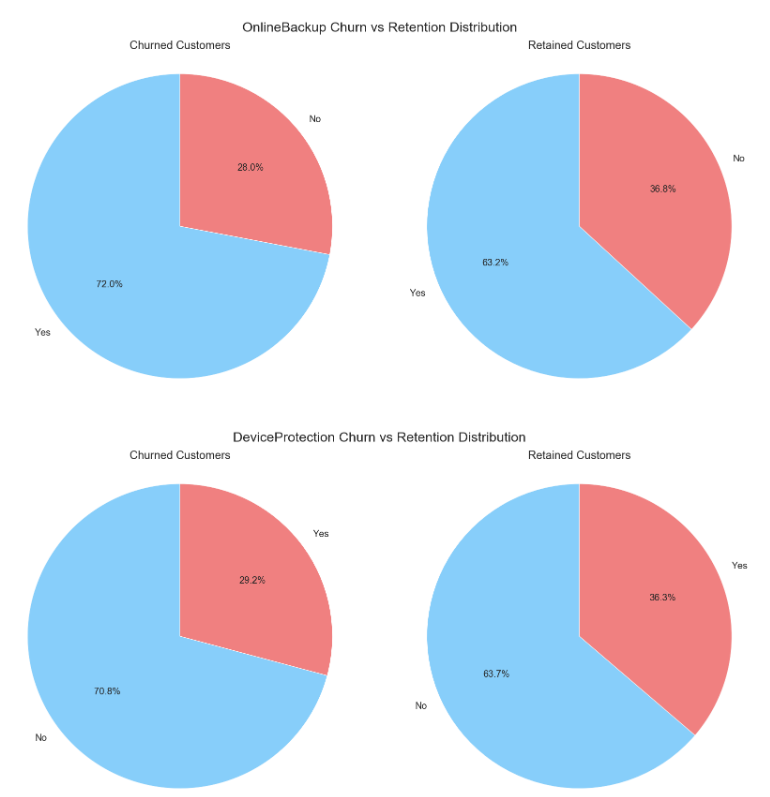 OnlineBackup Churn vs Retention Distribution
Churned Customers
Retained Customers
No
28.0%
72.0%
Yes
No
36.8%
63.2%
Yes
DeviceProtection Churn vs Retention Distribution
Churned Customers
Retained Customers
Yes
29.2%
70.8%
No
Yes
36.3%
63.7%
No